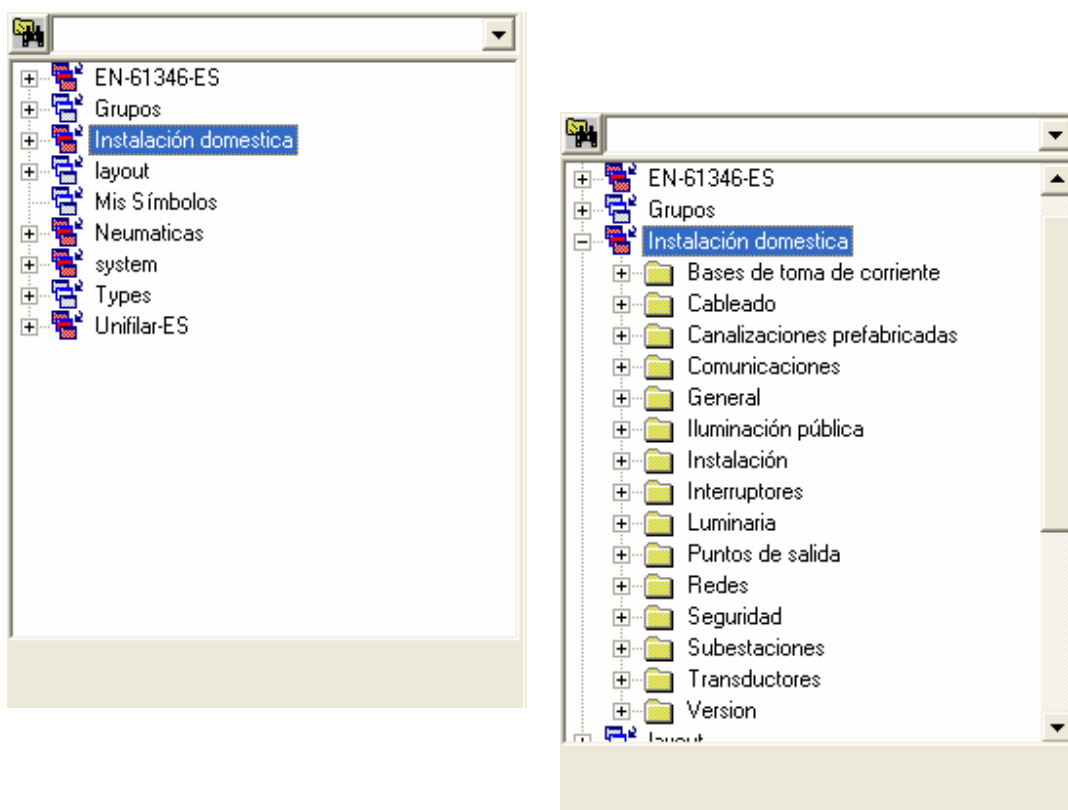 EN-61346-ES
Grupos
Instalación domestica
layout
Mis Símbolos
Neumaticas
system
Types
Unifilar-ES
EN-61346-ES
Grupos
Instalación domestica
Bases de toma de corriente
Cableado
Canalizaciones prefabricadas
Comunicaciones
General
Iluminación pública
Instalación
Interruptores
Luminaria
Puntos de salida
Redes
Seguridad
Subestaciones
Transductores
Version
layout